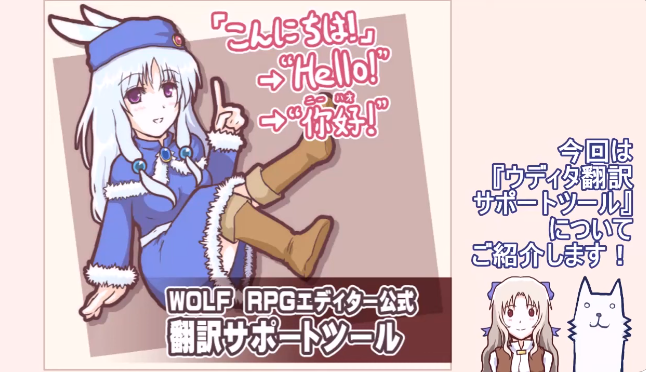 「こんにちは!」
→“Hello!”
→“你好!”
ニー ハオ
WOLF RPGエディター公式
翻訳サポートツール
今回は
『ウディタ翻訳
サポートツール』
について
ご紹介します！